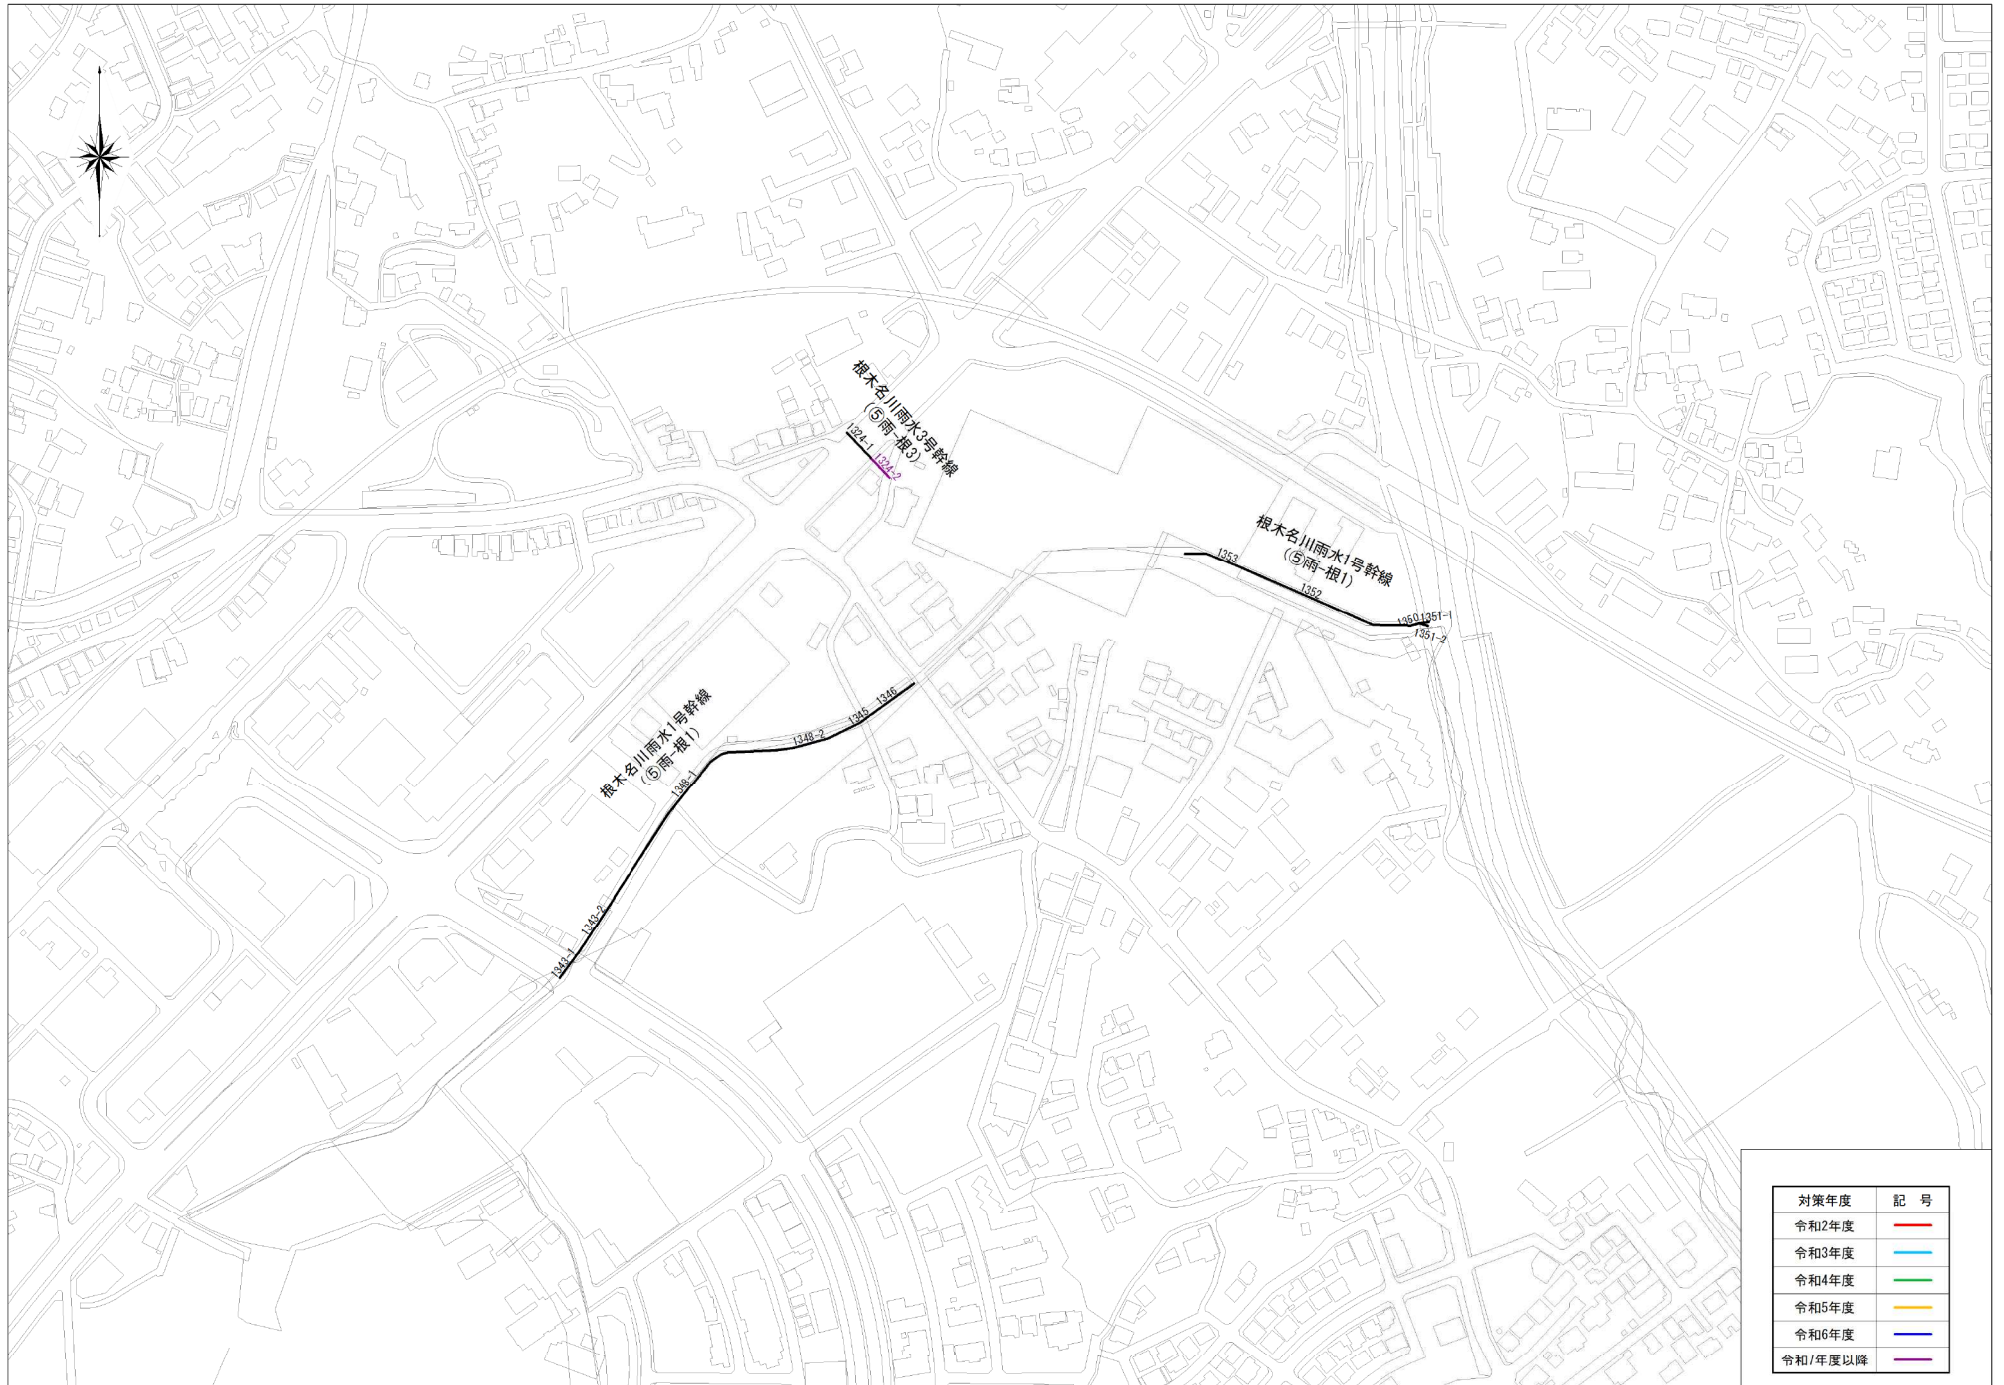 根木名川雨水3号幹線
(⑤雨-根3)
1324-1
1324-2
根木名川雨水1号幹線
(⑤雨-根1)
1353
1352
1350
1351-1
1351-2
根木名川雨水1号幹線
(⑤雨-根1)
1346
1345
1348-2
1348-1
1343-2
1343-1
対策年度 記 号
令和2年度
令和3年度
令和4年度
令和5年度
令和6年度
令和7年度以降